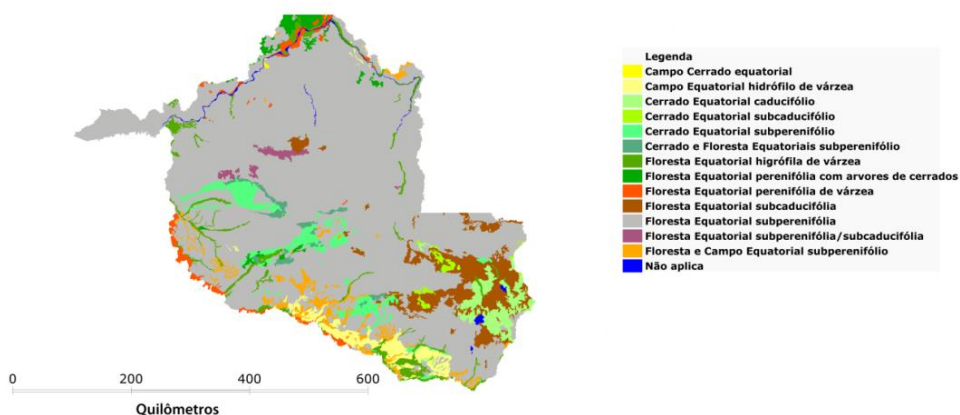 Legenda
Campo Cerrado equatorial
Campo Equatorial hidrófilo de várzea
Cerrado Equatorial caducifólio
Cerrado Equatorial subcaducifólio
Cerrado Equatorial subperenifólio
Cerrado e Floresta Equatoriais subperenifólio
Floresta Equatorial higrófila de várzea
Floresta Equatorial perenifólia com arvores de cerrados
Floresta Equatorial perenifólia de várzea
Floresta Equatorial subcaducifólia
Floresta Equatorial subperenifólia
Floresta Equatorial subperenifólia/subcaducifólia
Floresta e Campo Equatorial subperenifólio
Não aplica
0 200 400 600
Quilômetros